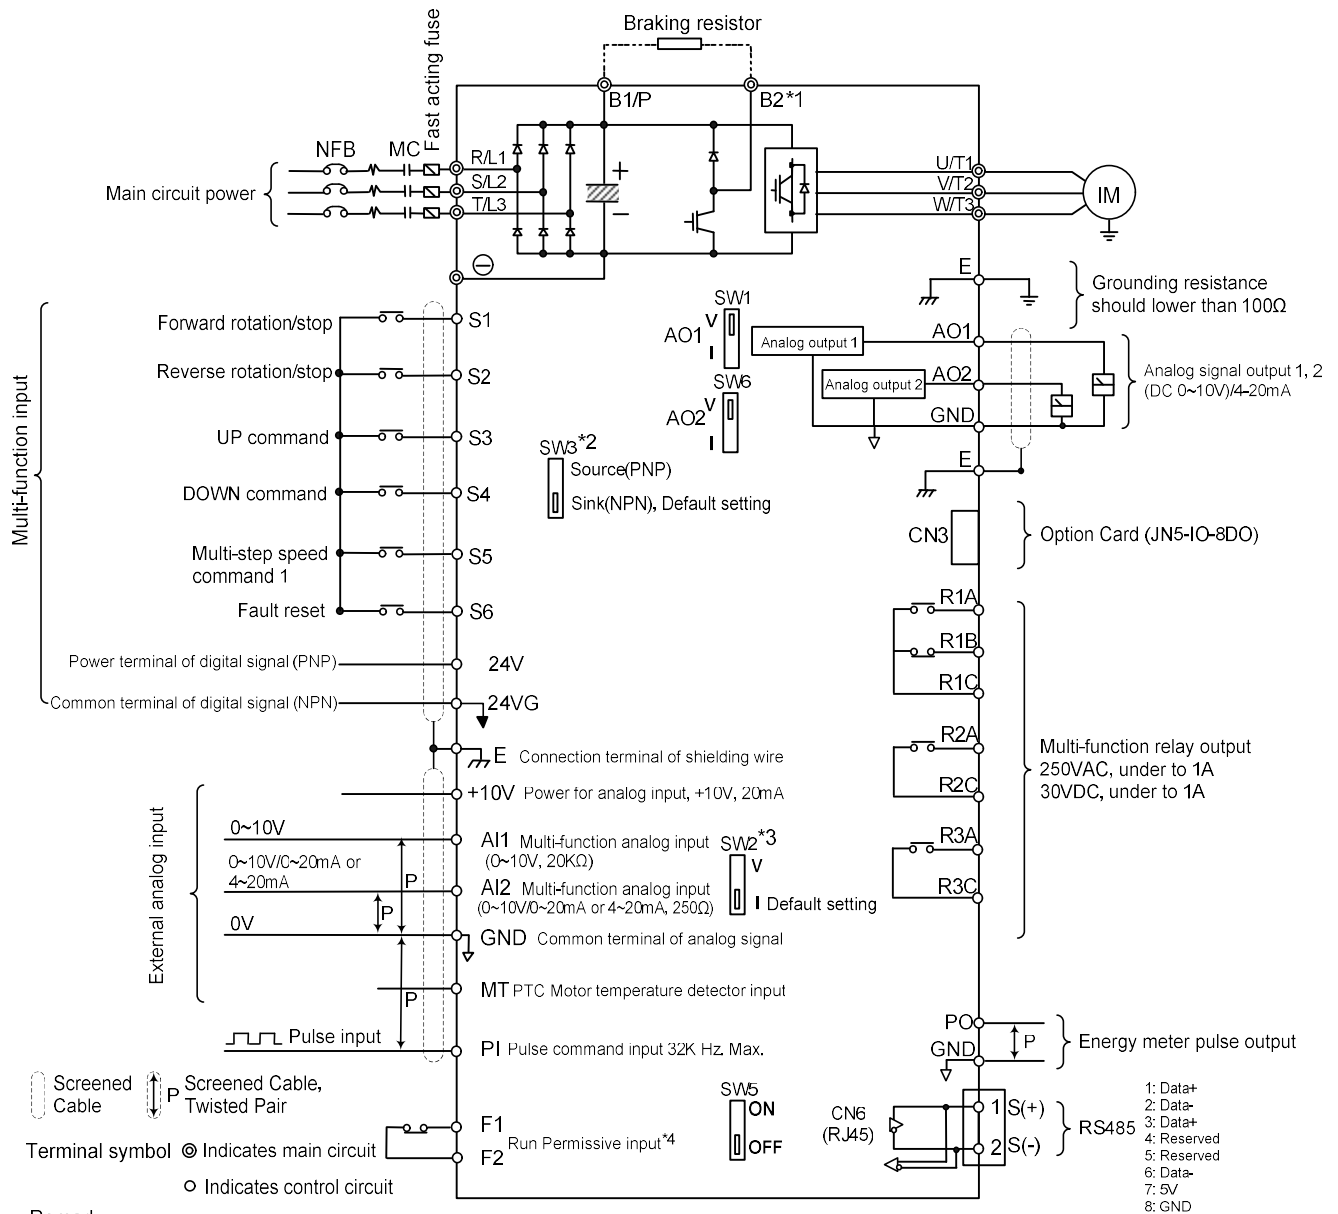 Braking resistor
Fast acting fuse
B1/P
B2*1
NFB
MC
R/L1
S/L2
T/L3
Main circuit power
+
−
⊖
U/T1
V/T2
W/T3
IM
E
Grounding resistance
should lower than 100Ω
Multi-function input
Forward rotation/stop
S1
Reverse rotation/stop
S2
UP command
S3
DOWN command
S4
Multi-step speed
command 1
S5
Fault reset
S6
Power terminal of digital signal (PNP)
24V
Common terminal of digital signal (NPN)
24VG
E Connection terminal of shielding wire
SW1
AO1
V
I
SW6
AO2
V
I
Analog output 1
AO1
Analog output 2
AO2
GND
E
Analog signal output 1, 2
(DC 0~10V)/4-20mA
SW3*2
Source(PNP)
Sink(NPN), Default setting
CN3
Option Card (JN5-IO-8DO)
R1A
R1B
R1C
R2A
R2C
R3A
R3C
Multi-function relay output
250VAC, under to 1A
30VDC, under to 1A
External analog input
+10V Power for analog input, +10V, 20mA
0~10V
AI1 Multi-function analog input
(0~10V, 20KΩ)
0~10V/0~20mA or
4~20mA
P
AI2 Multi-function analog input
(0~10V/0~20mA or 4~20mA, 250Ω)
P
SW2*3
V
I Default setting
0V
GND Common terminal of analog signal
MT PTC Motor temperature detector input
P
Pulse input
PI Pulse command input 32K Hz. Max.
PO
P
GND
Energy meter pulse output
Screened
Cable
P
Screened Cable,
Twisted Pair
Terminal symbol
Indicates main circuit
Indicates control circuit
F1
F2
Run Permissive input*4
SW5
ON
OFF
CN6
(RJ45)
1 S(+)
2 S(-)
RS485
1: Data+
2: Data-
3: Data+
4: Reserved
5: Reserved
6: Data-
7: 5V
8: GND